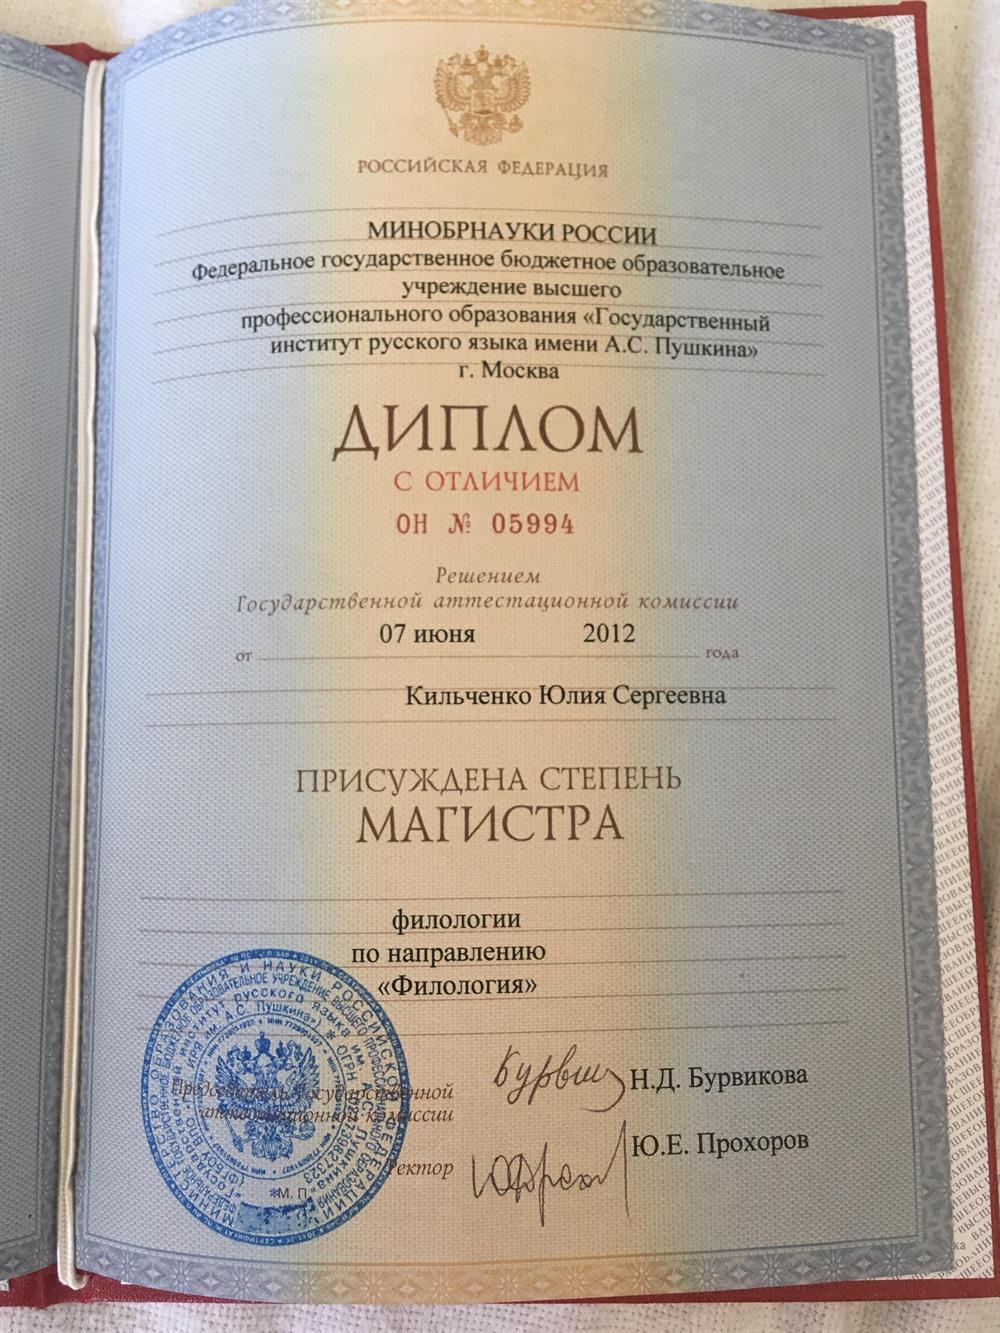 РОССИЙСКАЯ ФЕДЕРАЦИЯ
МИНОБРНАУКИ РОССИИ
Федеральное государственное бюджетное образовательное
учреждение высшего
профессионального образования «Государственный
институт русского языка имени А.С. Пушкина»
г. Москва
ДИПЛОМ
С ОТЛИЧИЕМ
ОН № 05994
Решением
Государственной аттестационной комиссии
от 07 июня 2012 года
Кильченко Юлия Сергеевна
ПРИСУЖДЕНА СТЕПЕНЬ
МАГИСТРА
филологии
по направлению
«Филология»
Председатель Государственной
аттестационной комиссии
Н.Д. Бурвикова
Ректор
Ю.Е. Прохоров
М. П.